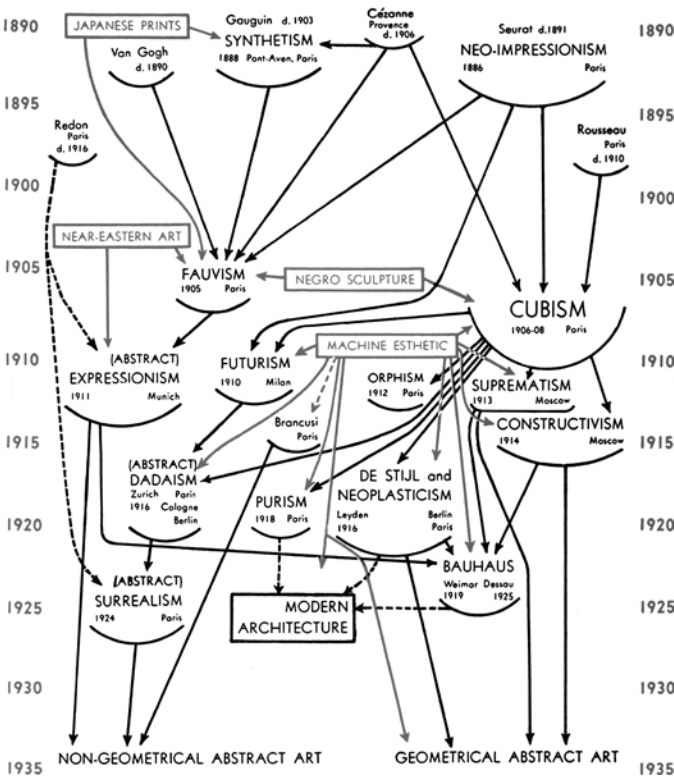 1890
JAPANESE PRINTS
Van Gogh
d. 1890
Gauguin d. 1903
SYNTHETISM
1888 Pont-Aven, Paris
Cézanne
Provence
d. 1906
Seurat d.1891
NEO-IMPRESSIONISM
1886 Paris
1890
1895
Redon
Paris
d. 1916
Rousseau
Paris
d. 1910
1895
1900
1900
NEAR-EASTERN ART
1905
FAUVISM
1905 Paris
NEGRO SCULPTURE
CUBISM
1906-08 Paris
1905
1910
(ABSTRACT)
EXPRESSIONISM
1911 Munich
FUTURISM
1910 Milan
MACHINE ESTHETIC
ORPHISM
1912 Paris
SUPREMATISM
1913 Moscow
1910
Brancusi
Paris
CONSTRUCTIVISM
1914 Moscow
1915
1915
(ABSTRACT)
DADAISM
Zurich Paris
1916 Cologne
Berlin
PURISM
1918 Paris
DE STIJL and
NEOPLASTICISM
Leyden Berlin
1916 Paris
1920
1920
(ABSTRACT)
SURREALISM
1924 Paris
BAUHAUS
Weimar Dessau
1919 1925
1925
MODERN
ARCHITECTURE
1925
1930
1930
NON-GEOMETRICAL ABSTRACT ART
GEOMETRICAL ABSTRACT ART
1935
1935